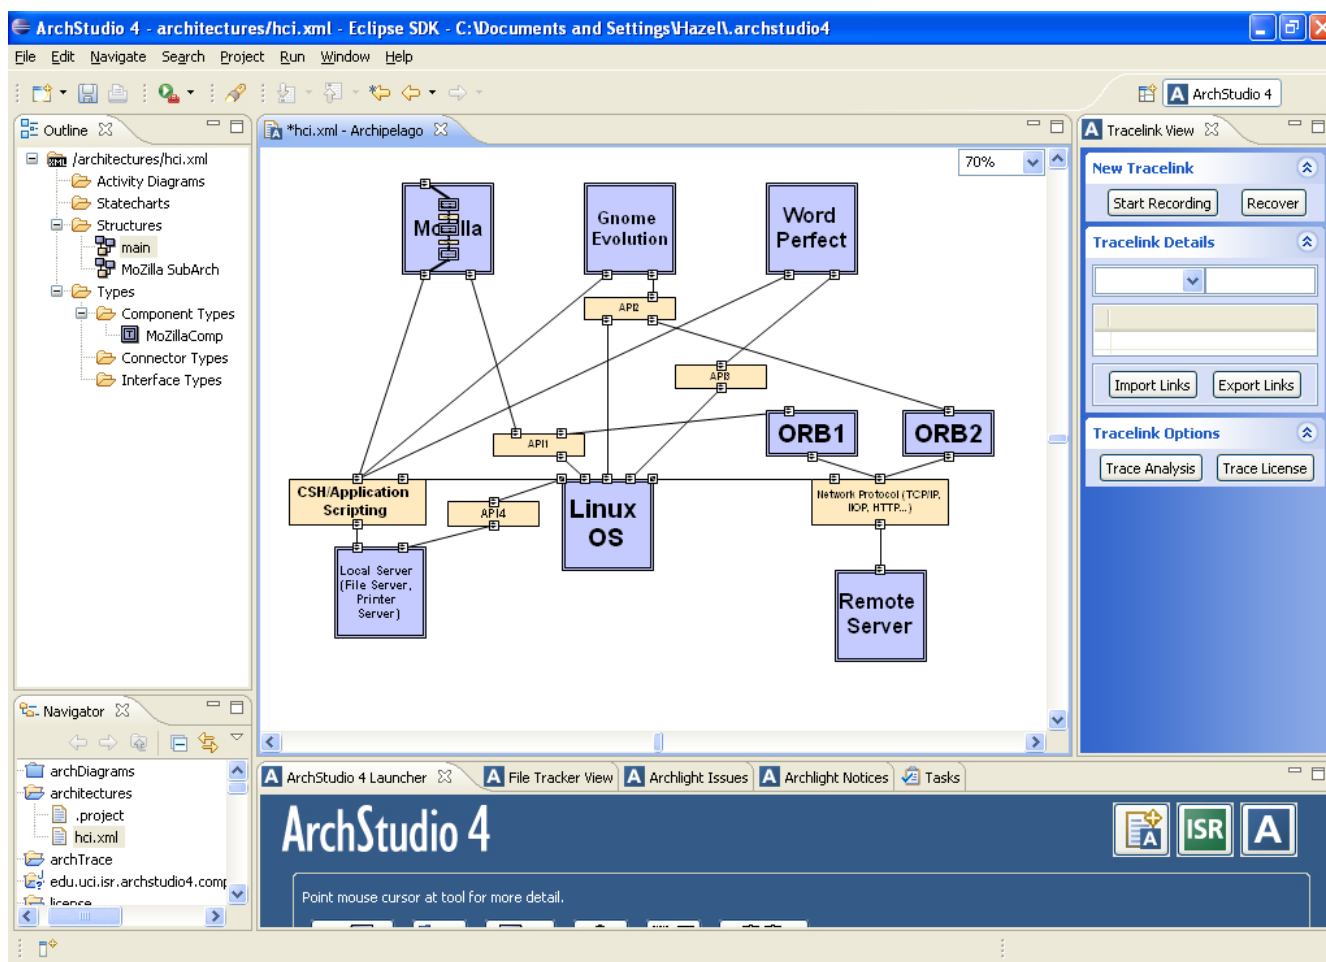 ArchStudio 4 - architectures/hci.xml - Eclipse SDK - C:\Documents and Settings\Hazel\.archstudio4
File Edit Navigate Search Project Run Window Help
ArchStudio 4
Outline
/architectures/hci.xml
Activity Diagrams
Statecharts
Structures
main
MoZilla SubArch
Types
Component Types
MoZillaComp
Connector Types
Interface Types
*hci.xml - Archipelago
70%
Gnome
Evolution
Word
Perfect
API2
API3
API1
ORB1
ORB2
CSH/Application
Scripting
API4
Linux
OS
Network Protocol (TCP/IP,
IIOP, HTTP...)
Local Server
(File Server,
Printer
Server)
Remote
Server
Tracelink View
New Tracelink
Start Recording
Recover
Tracelink Details
Import Links
Export Links
Tracelink Options
Trace Analysis
Trace License
Navigator
archDiagrams
architectures
.project
hci.xml
archTrace
edu.uci.isr.archstudio4.comp
license
ArchStudio 4 Launcher
File Tracker View
Archlight Issues
Archlight Notices
Tasks
ArchStudio 4
ISR
A
Point mouse cursor at tool for more detail.